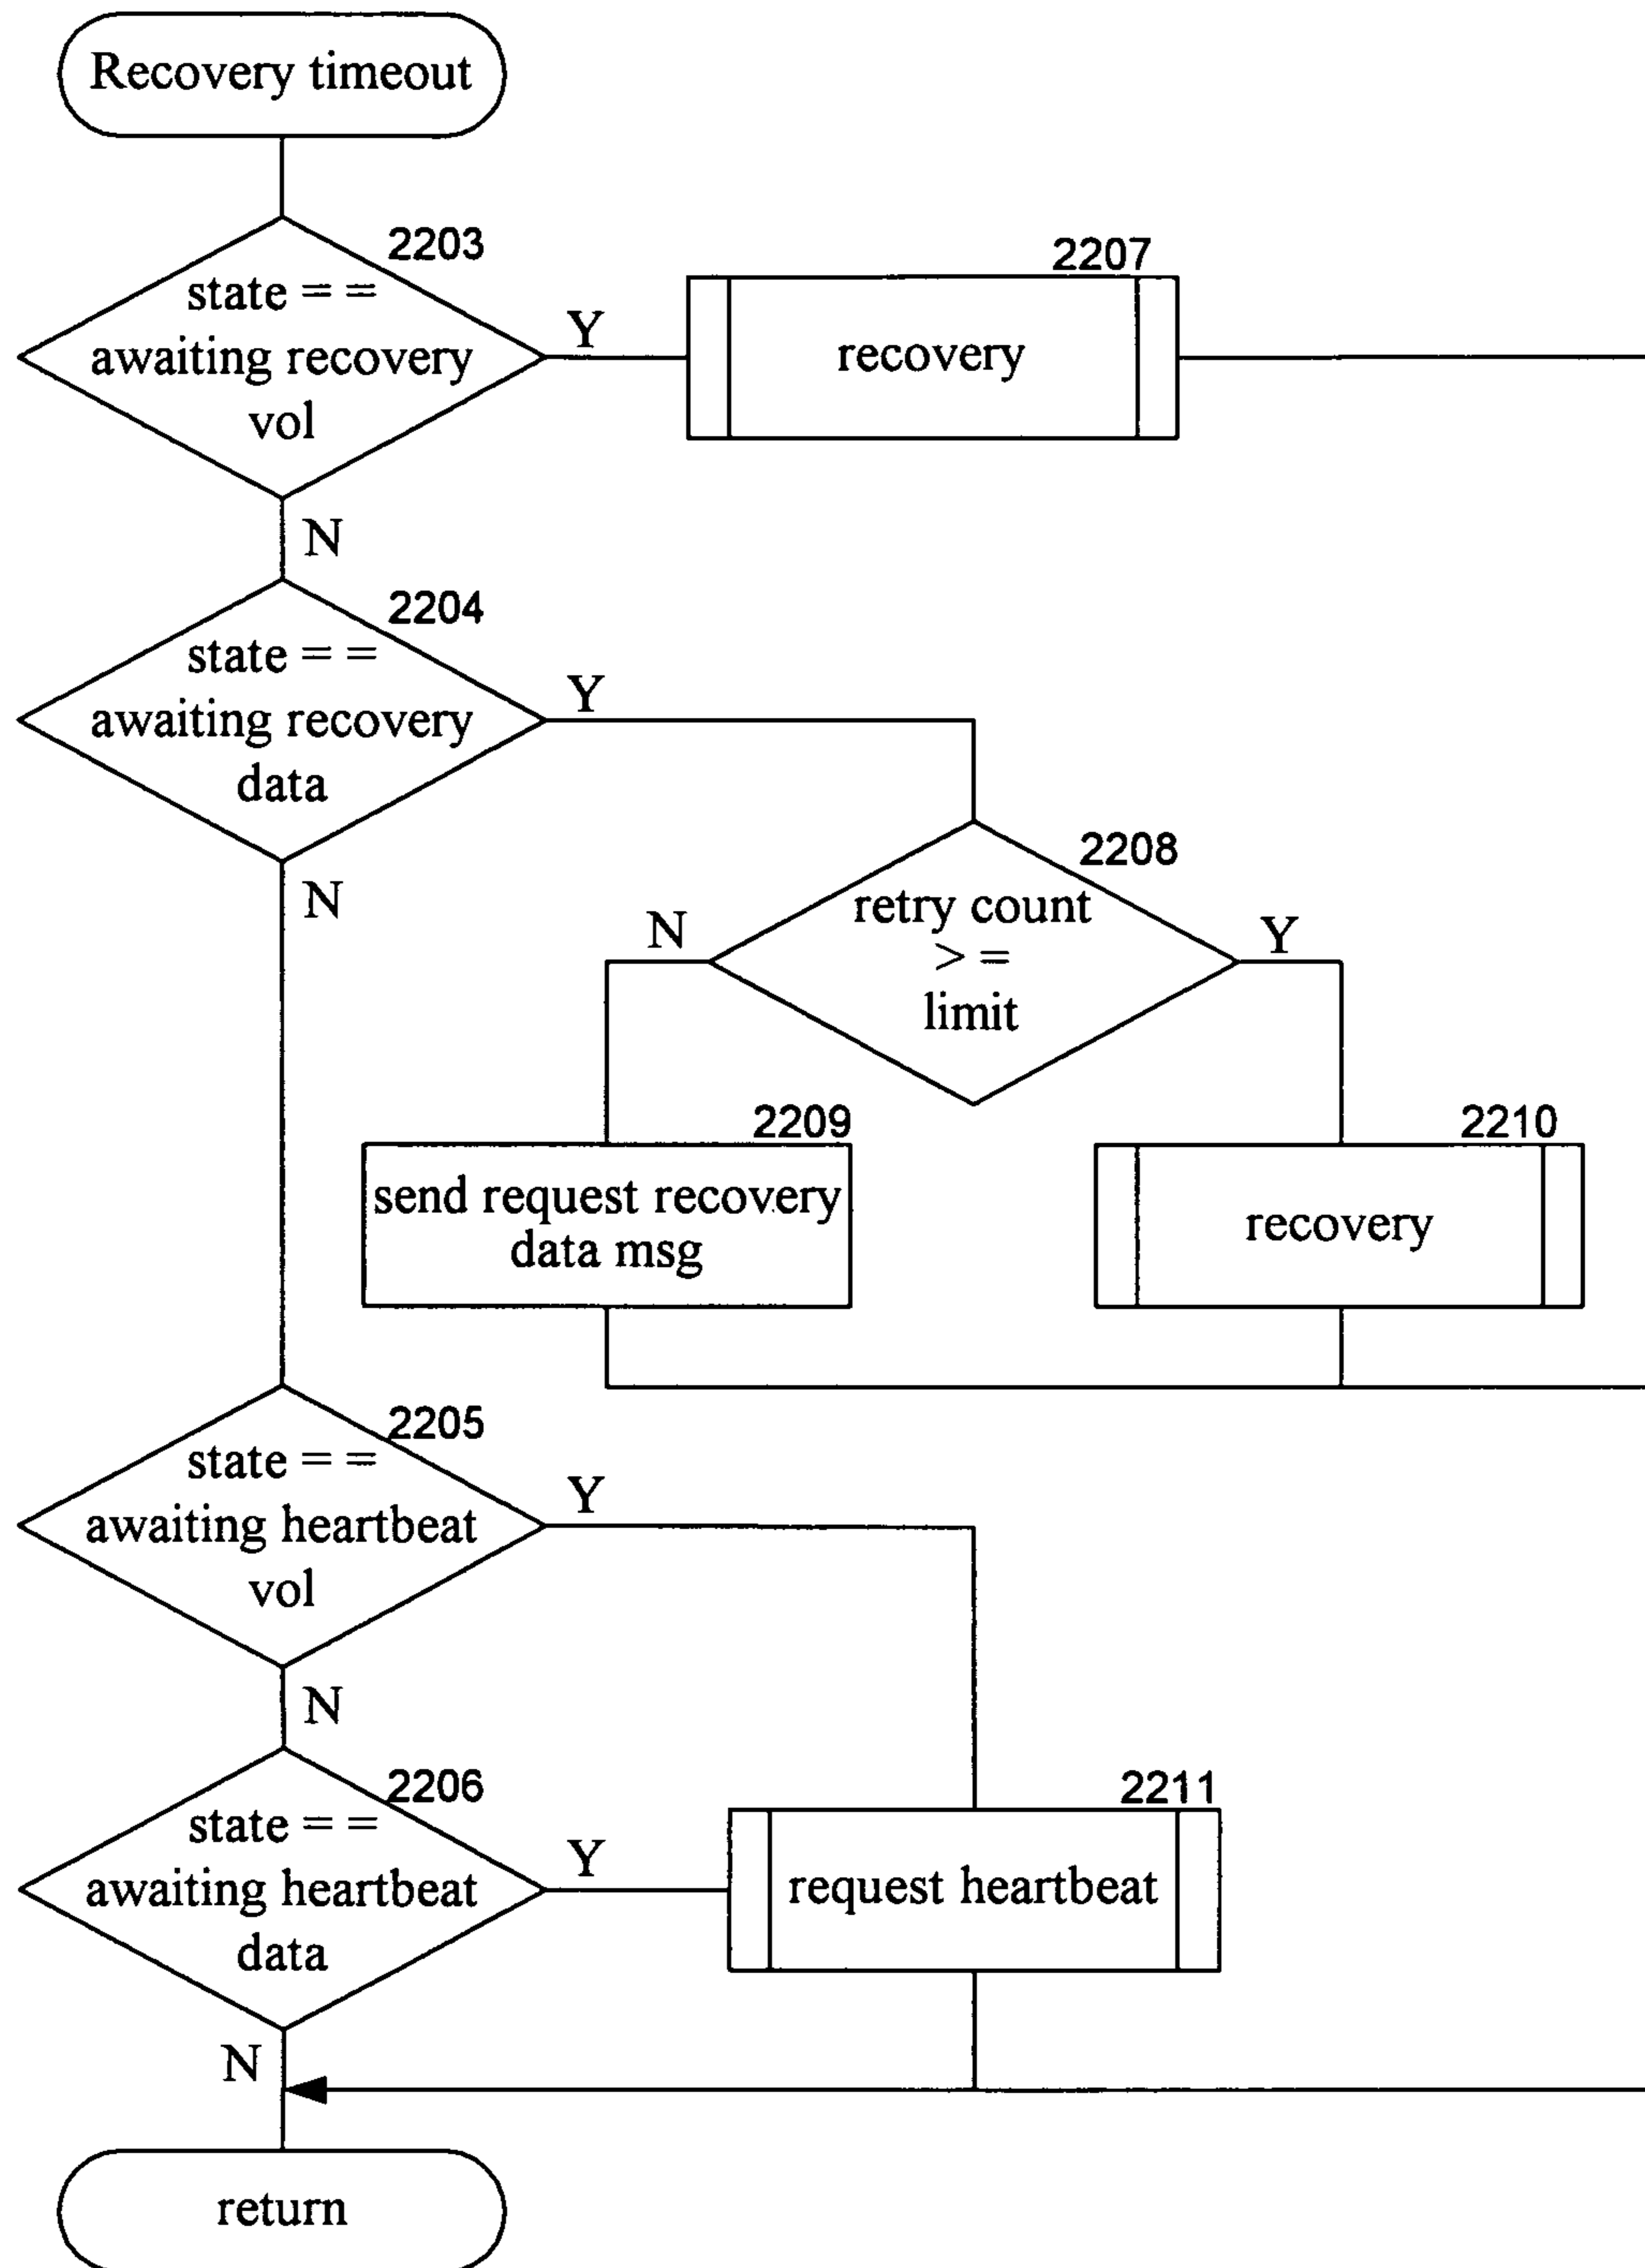 Recovery timeout
2203
state = =
awaiting recovery
vol
Y
2207
recovery
N
2204
state = =
awaiting recovery
data
Y
N
2208
retry count
> =
limit
N
Y
2209
send request recovery
data msg
2210
recovery
2205
state = =
awaiting heartbeat
vol
Y
N
2206
state = =
awaiting heartbeat
data
Y
2211
request heartbeat
N
return